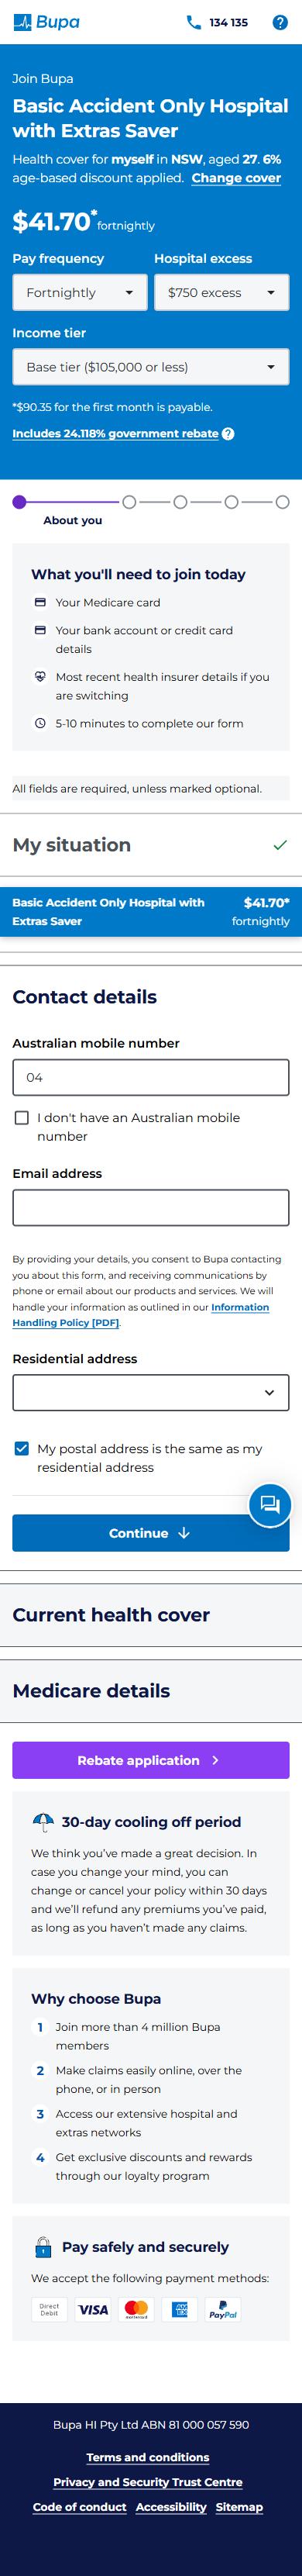 Bupa
134 135
?
Join Bupa
Basic Accident Only Hospital
with Extras Saver
Health cover for myself in NSW, aged 27. 6%
age-based discount applied. Change cover
$41.70* fortnightly
Pay frequency
Hospital excess
Fortnightly
$750 excess
Income tier
Base tier ($105,000 or less)
*$90.35 for the first month is payable.
Includes 24.118% government rebate ?
About you
What you'll need to join today
Your Medicare card
Your bank account or credit card
details
Most recent health insurer details if you
are switching
5-10 minutes to complete our form
All fields are required, unless marked optional.
My situation
Basic Accident Only Hospital with
Extras Saver
$41.70*
fortnightly
Contact details
Australian mobile number
04
I don't have an Australian mobile
number
Email address
By providing your details, you consent to Bupa contacting
you about this form, and receiving communications by
phone or email about our products and services. We will
handle your information as outlined in our Information
Handling Policy [PDF].
Residential address
My postal address is the same as my
residential address
Continue
Current health cover
Medicare details
Rebate application
30-day cooling off period
We think you've made a great decision. In
case you change your mind, you can
change or cancel your policy within 30 days
and we'll refund any premiums you've paid,
as long as you haven't made any claims.
Why choose Bupa
1 Join more than 4 million Bupa
members
2 Make claims easily online, over the
phone, or in person
3 Access our extensive hospital and
extras networks
4 Get exclusive discounts and rewards
through our loyalty program
Pay safely and securely
We accept the following payment methods:
Direct
Debit
VISA
mastercard
AM
EX
PayPal
Bupa HI Pty Ltd ABN 81 000 057 590
Terms and conditions
Privacy and Security Trust Centre
Code of conduct Accessibility Sitemap